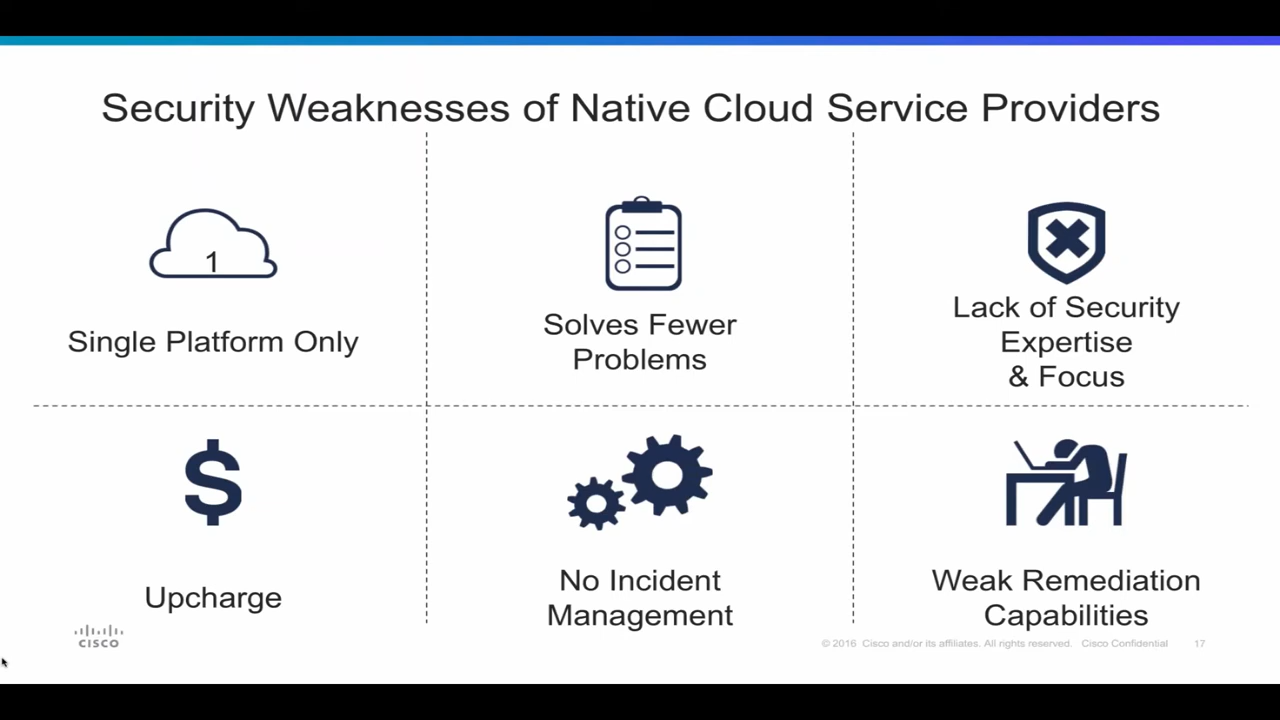 Security Weaknesses of Native Cloud Service Providers
1
Single Platform Only
Solves Fewer
Problems
Lack of Security
Expertise
& Focus
$
Upcharge
No Incident
Management
Weak Remediation
Capabilities
CISCO
© 2016 Cisco and/or its affiliates. All rights reserved. Cisco Confidential 17